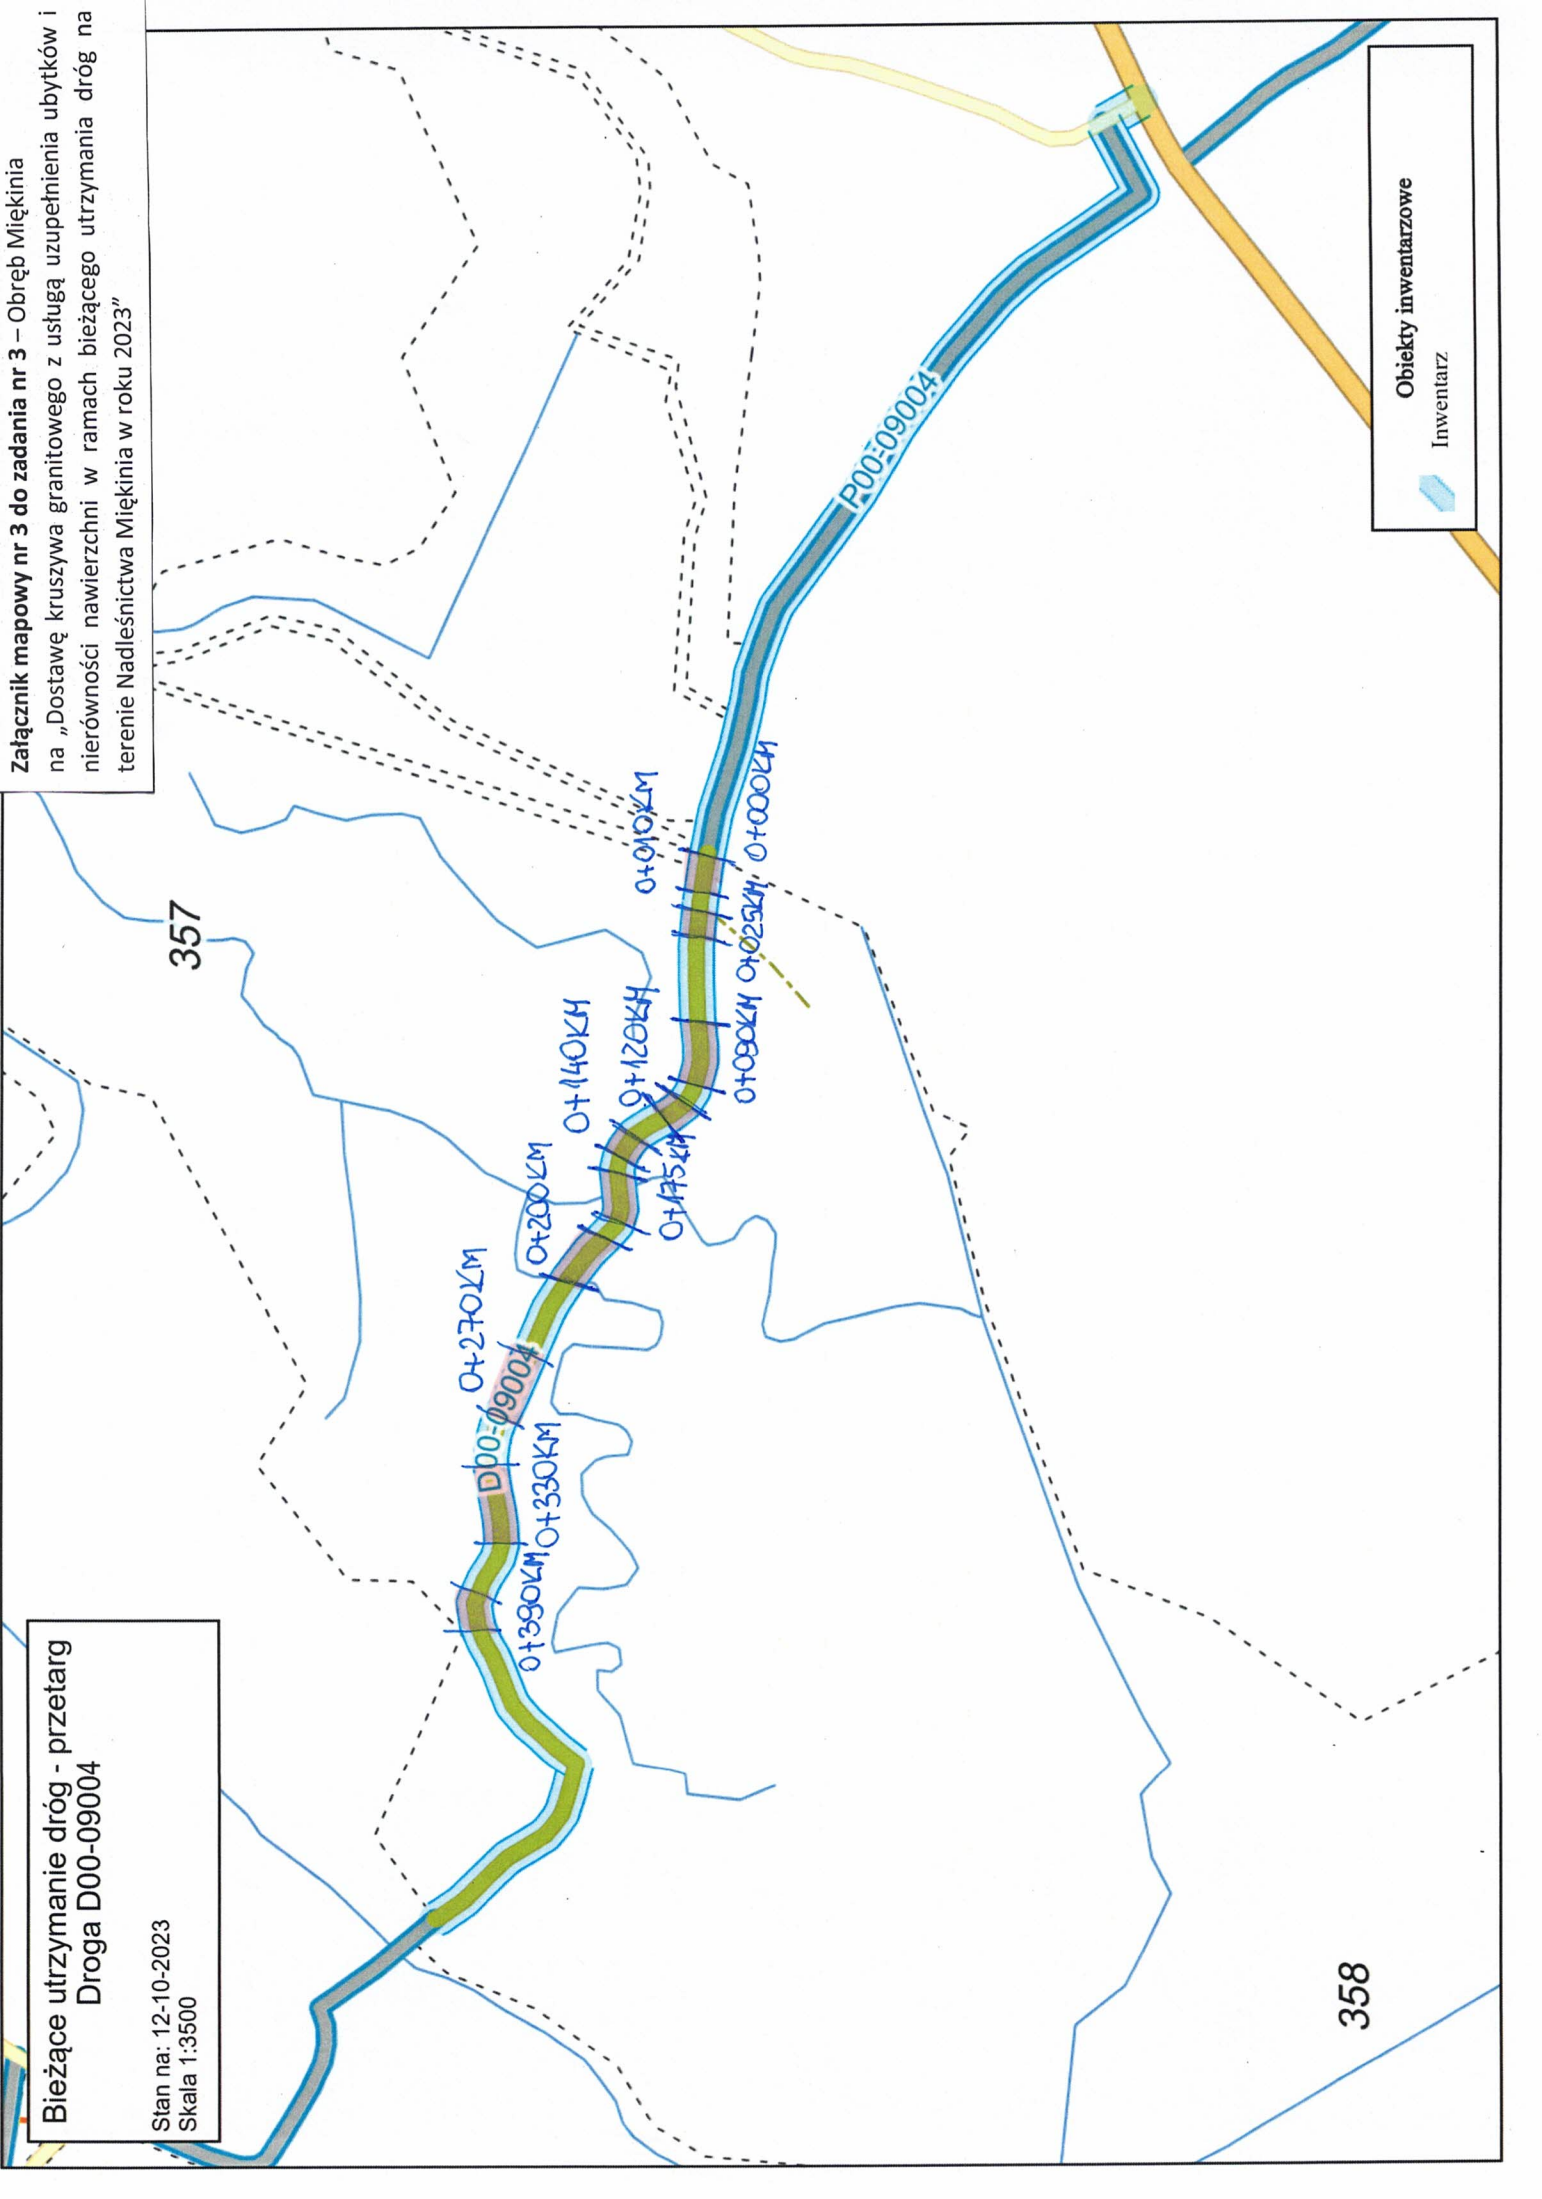 Załącznik mapowy nr 3 do zadania nr 3 – Obręb Miękinia
na „Dostawę kruszywa granitowego z usługą uzupełnienia ubytków i
nierówności nawierzchni w ramach bieżącego utrzymania dróg na
terenie Nadleśnictwa Miękinia w roku 2023”
Bieżące utrzymanie dróg - przetarg
Droga D00-09004
Stan na: 12-10-2023
Skala 1:3500
357
0+390KM
0+330KM
0+270KM
D00-09004
0+200KM
0+175KM
0+140KM
0+120KM
0+090KM
0+025KM
0+010KM
0+000KM
IP00-09004
358
Obiekty inwentarzowe
Inwentarz